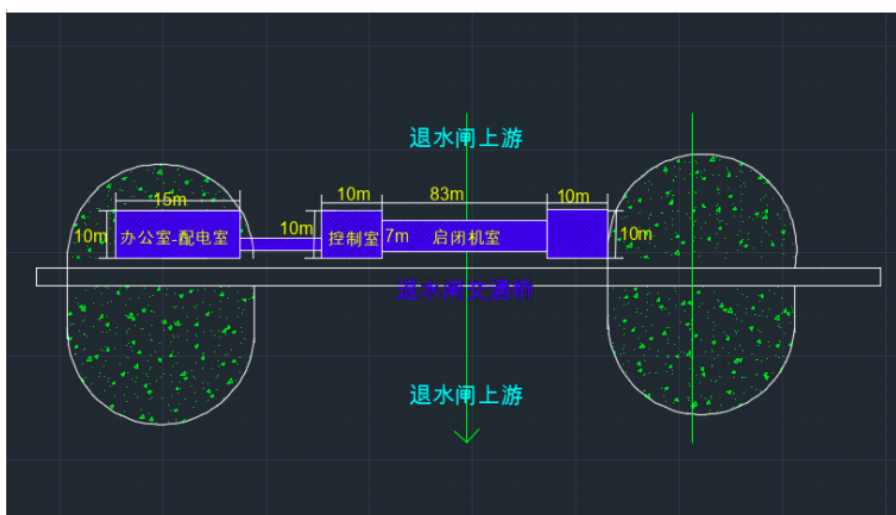 退水闸上游
15m
10m
83m
10m
10m
办公室-配电室
10m
控制室
7m
启闭机室
10m
退水闸交通桥
退水闸上游